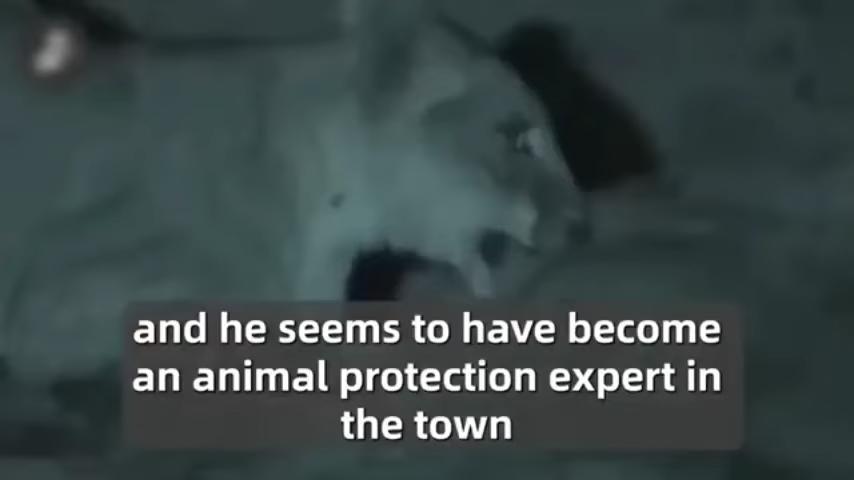 and he seems to have become
an animal protection expert in
the town